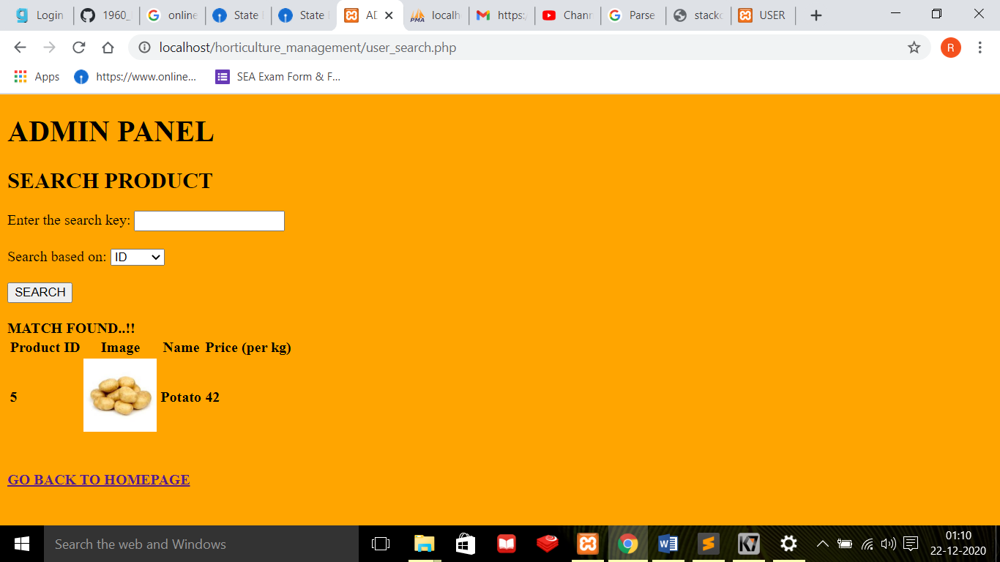 Login
1960_
online
State
State
AD
localh
https:/
Chann
Parse
stacko
USER
localhost/horticulture_management/user_search.php
R
Apps
https://www.online...
SEA Exam Form & F...
ADMIN PANEL
SEARCH PRODUCT
Enter the search key:
Search based on: ID
SEARCH
MATCH FOUND..!!
Product ID Image Name Price (per kg)
5 Potato 42
GO BACK TO HOMEPAGE
Search the web and Windows
01:10
22-12-2020